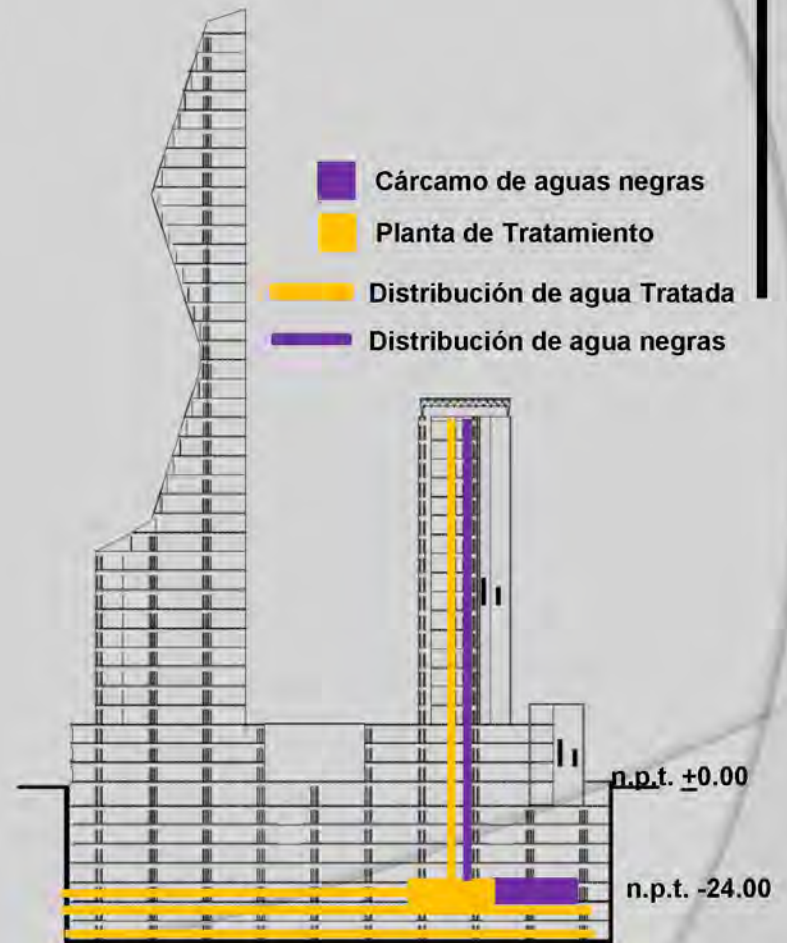 Cárcamo de aguas negras
Planta de Tratamiento
Distribución de agua Tratada
Distribución de agua negras
n.p.t. ±0.00
n.p.t. -24.00